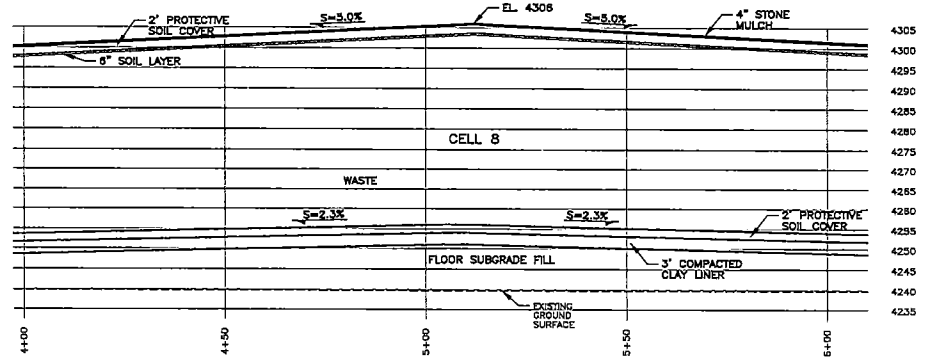 2' PROTECTIVE
SOIL COVER
S=5.0%
EL. 4306
S=5.0%
4" STONE
MULCH
6" SOIL LAYER
4305
4300
4295
4290
4285
4280
4275
4270
4265
4260
4255
4250
4245
4240
4235
CELL 8
WASTE
S=2.3%
S=2.3%
2' PROTECTIVE
SOIL COVER
FLOOR SUBGRADE FILL
3' COMPACTED
CLAY LINER
EXISTING
GROUND
SURFACE
4+00
4+50
5+00
5+50
6+00